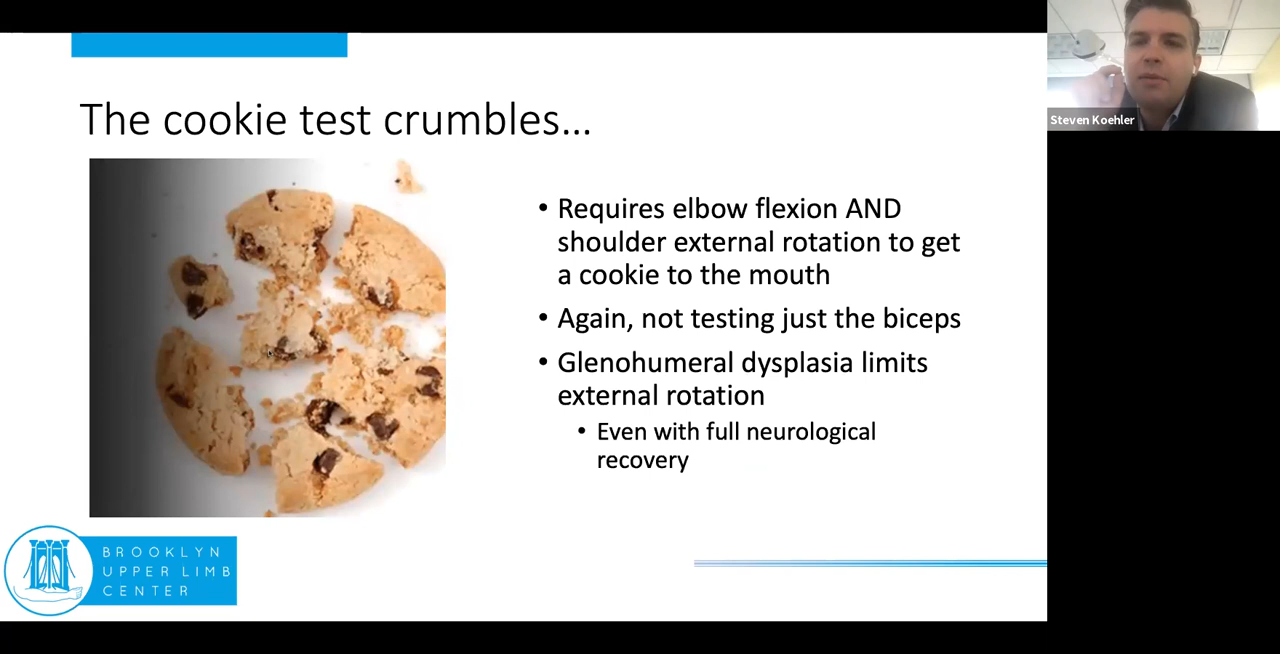 The cookie test crumbles...
• Requires elbow flexion AND
shoulder external rotation to get
a cookie to the mouth
• Again, not testing just the biceps
• Glenohumeral dysplasia limits
external rotation
• Even with full neurological
recovery
BROOKLYN
UPPER LIMB
CENTER
Steven Koehler